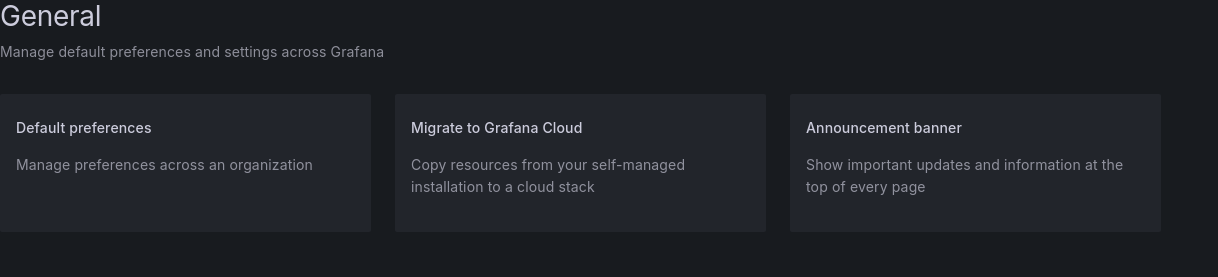 General
Manage default preferences and settings across Grafana
Default preferences
Manage preferences across an organization
Migrate to Grafana Cloud
Copy resources from your self-managed
installation to a cloud stack
Announcement banner
Show important updates and information at the
top of every page